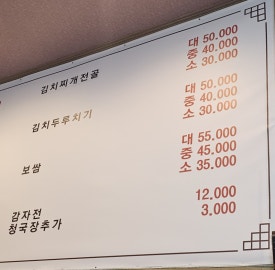 대 50.000
김치찌개전골 중 40.000
소 30.000
대 50.000
김치두루치기 중 40.000
소 30.000
대 55.000
보쌈 중 45.000
소 35.000
감자전 12.000
청국장추가 3.000